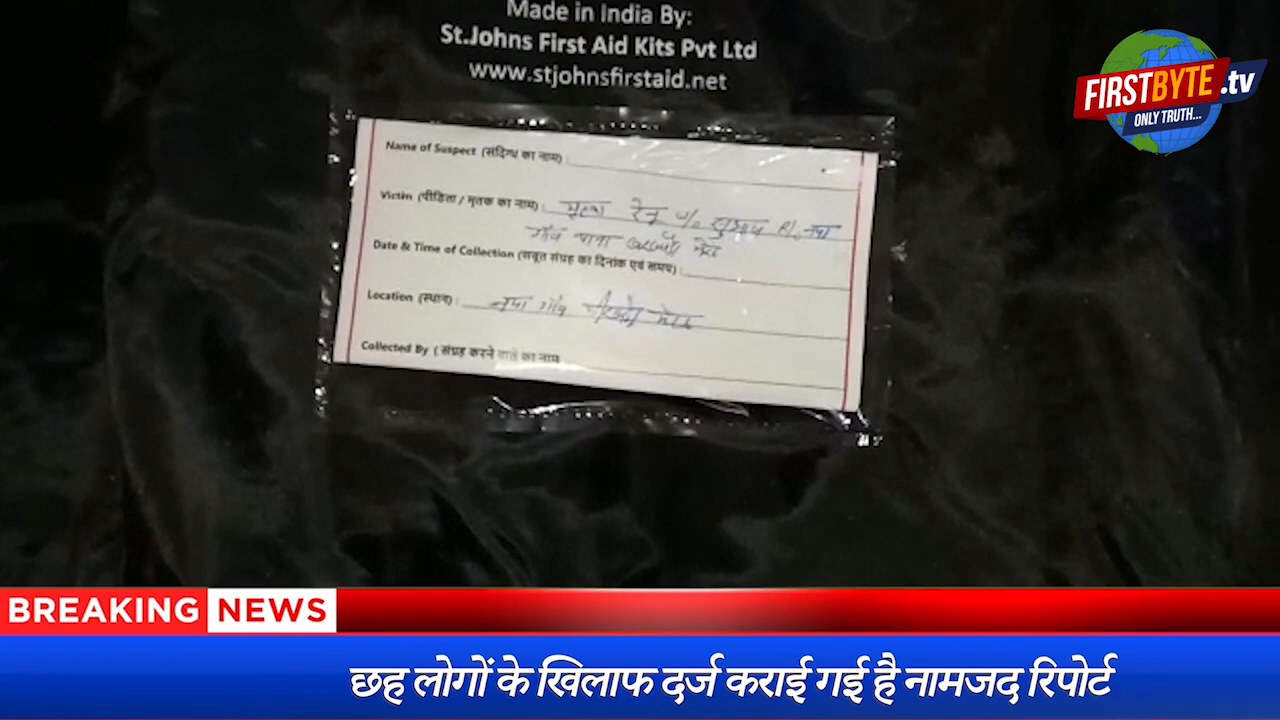 Made in India By:
St.Johns First Aid Kits Pvt Ltd
www.stjohnsfirstaid.net
FIRSTBYTE.tv
ONLY TRUTH...
Name of Suspect (संदिग्ध का नाम) :
Victim (पीडिता / मृतक का नाम) : रेनू
गाँव थाना
Date & Time of Collection (सबूत संग्रह का दिनांक एवं समय) :
Location (स्थान) : नया गाँव
Collected By ( संग्रह करने वाले का नाम
BREAKING NEWS
छह लोगों के खिलाफ दर्ज कराई गई है नामजद रिपोर्ट